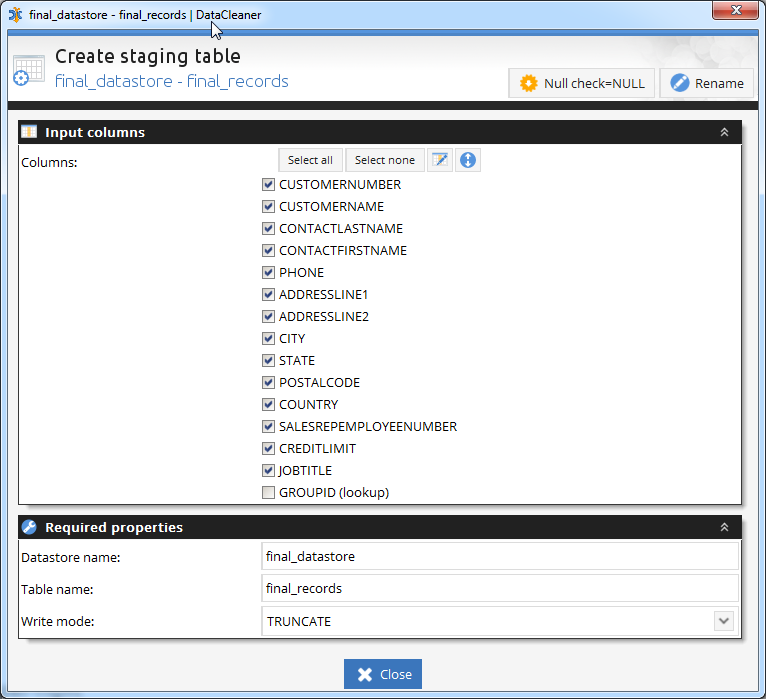 final_datastore - final_records | DataCleaner
Create staging table
final_datastore - final_records
Null check=NULL
Rename
Input columns
Columns:
Select all
Select none
CUSTOMERNUMBER
CUSTOMERNAME
CONTACTLASTNAME
CONTACTFIRSTNAME
PHONE
ADDRESSLINE1
ADDRESSLINE2
CITY
STATE
POSTALCODE
COUNTRY
SALESREPEMPLOYEENUMBER
CREDITLIMIT
JOBTITLE
GROUPID (lookup)
Required properties
Datastore name: final_datastore
Table name: final_records
Write mode: TRUNCATE
Close